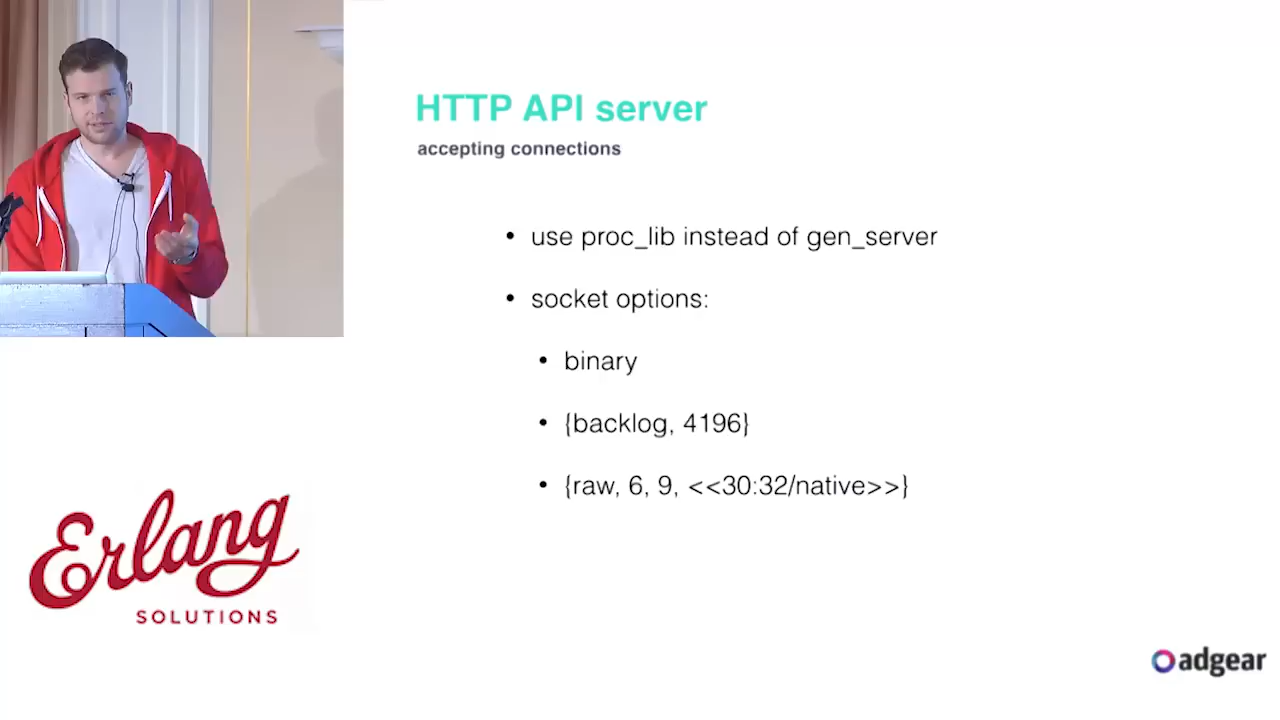 HTTP API server
accepting connections
• use proc_lib instead of gen_server
• socket options:
• binary
• {backlog, 4196}
• {raw, 6, 9, <<30:32/native>>}
Erlang
SOLUTIONS
adgear